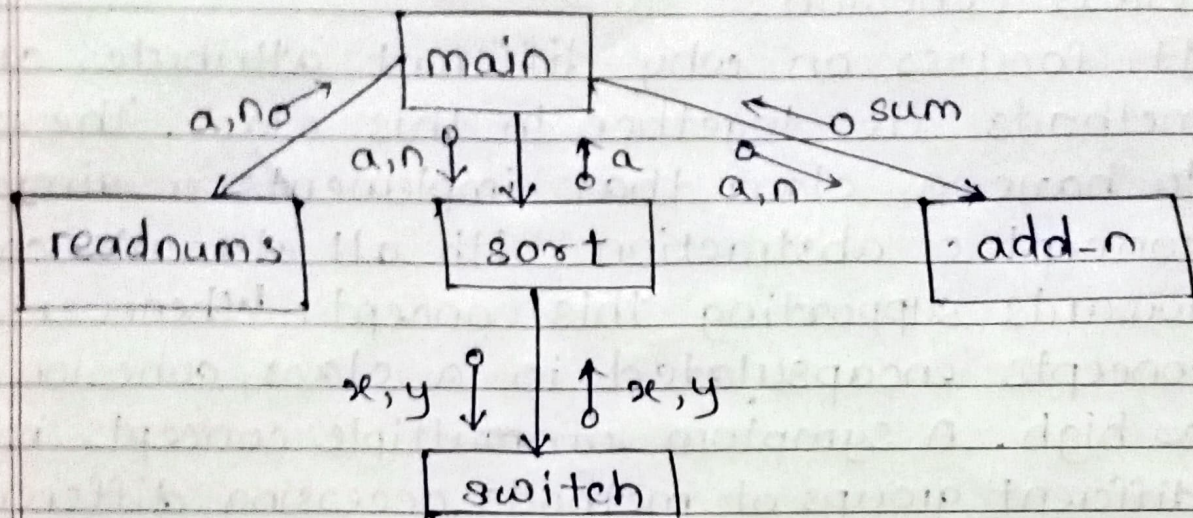 main
a,n
sum
a,n
a
a,n
readnums
sort
add-n
x,y
x,y
switch